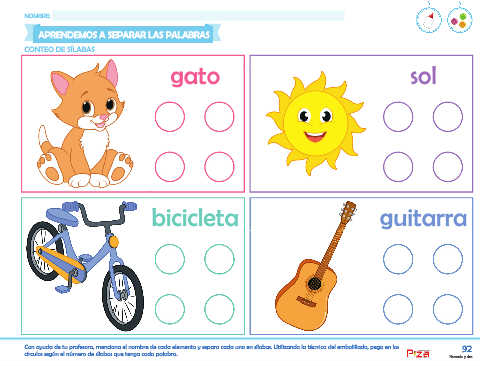 NOMBRE:
APRENDEMOS A SEPARAR LAS PALABRAS
CONTEO DE SÍLABAS
gato
sol
bicicleta
guitarra
Con ayuda de tu profesora, menciona el nombre de cada elemento y separa cada uno en sílabas. Utilizando la técnica del embolillado, pega en los
círculos según el número de sílabas que tenga cada palabra.
92
Noventa y dos